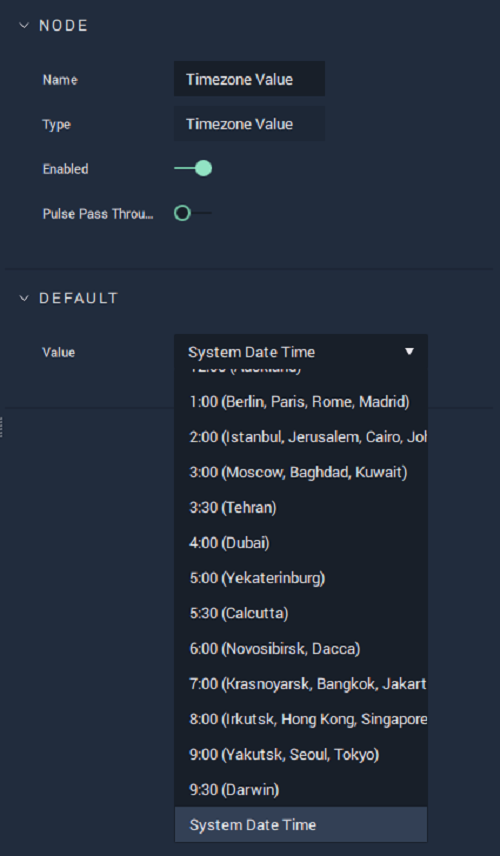 NODE
Name Timezone Value
Type Timezone Value
Enabled
Pulse Pass Throu...
DEFAULT
Value System Date Time
12:00 (Auckland)
1:00 (Berlin, Paris, Rome, Madrid)
2:00 (Istanbul, Jerusalem, Cairo, Jol
3:00 (Moscow, Baghdad, Kuwait)
3:30 (Tehran)
4:00 (Dubai)
5:00 (Yekaterinburg)
5:30 (Calcutta)
6:00 (Novosibirsk, Dacca)
7:00 (Krasnoyarsk, Bangkok, Jakart
8:00 (Irkutsk, Hong Kong, Singapore
9:00 (Yakutsk, Seoul, Tokyo)
9:30 (Darwin)
System Date Time